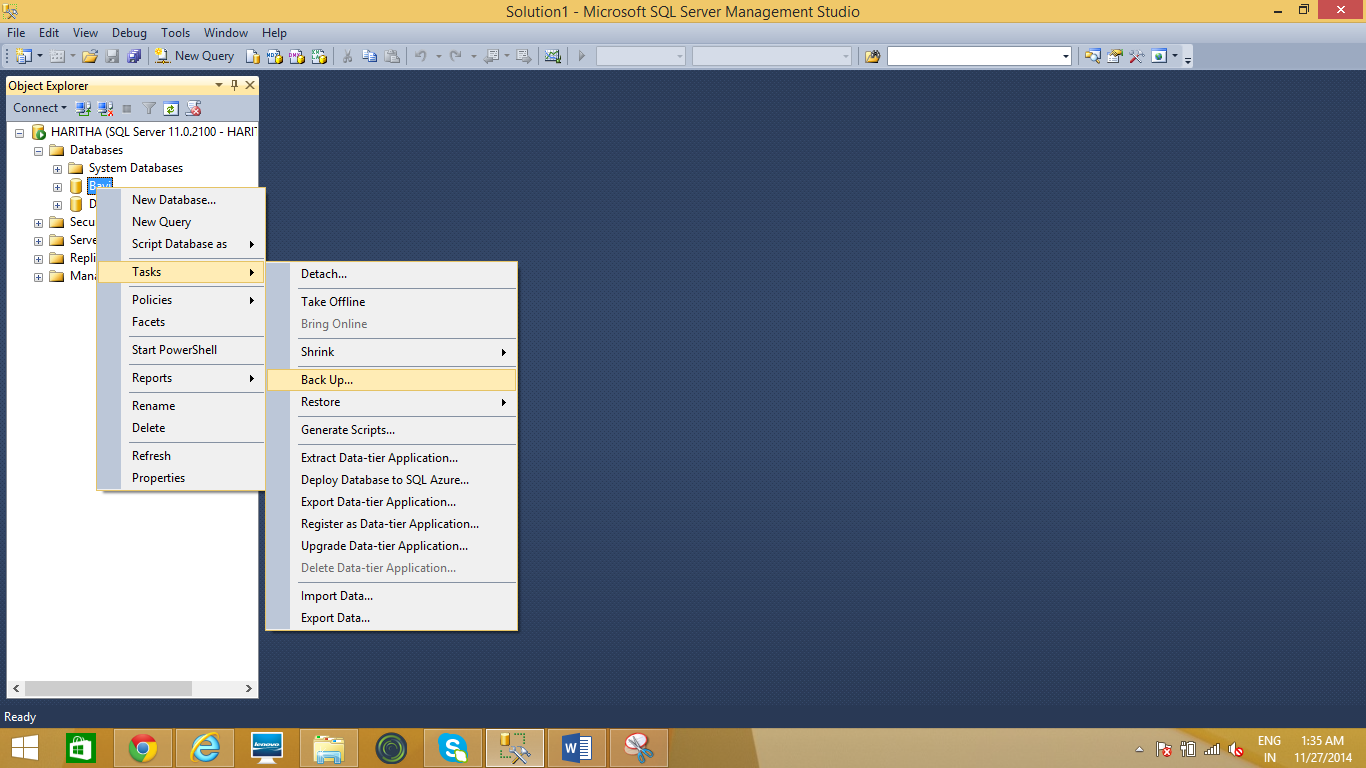 Solution1 - Microsoft SQL Server Management Studio
File Edit View Debug Tools Window Help
New Query
Object Explorer
Connect
HARITHA (SQL Server 11.0.2100 - HARIT
Databases
System Databases
Bavi
D
Secu
Serve
Repli
Mana
New Database...
New Query
Script Database as
Tasks
Policies
Facets
Start PowerShell
Reports
Rename
Delete
Refresh
Properties
Detach...
Take Offline
Bring Online
Shrink
Back Up...
Restore
Generate Scripts...
Extract Data-tier Application...
Deploy Database to SQL Azure...
Export Data-tier Application...
Register as Data-tier Application...
Upgrade Data-tier Application...
Delete Data-tier Application...
Import Data...
Export Data...
Ready
lenovo
ENG
IN
1:35 AM
11/27/2014